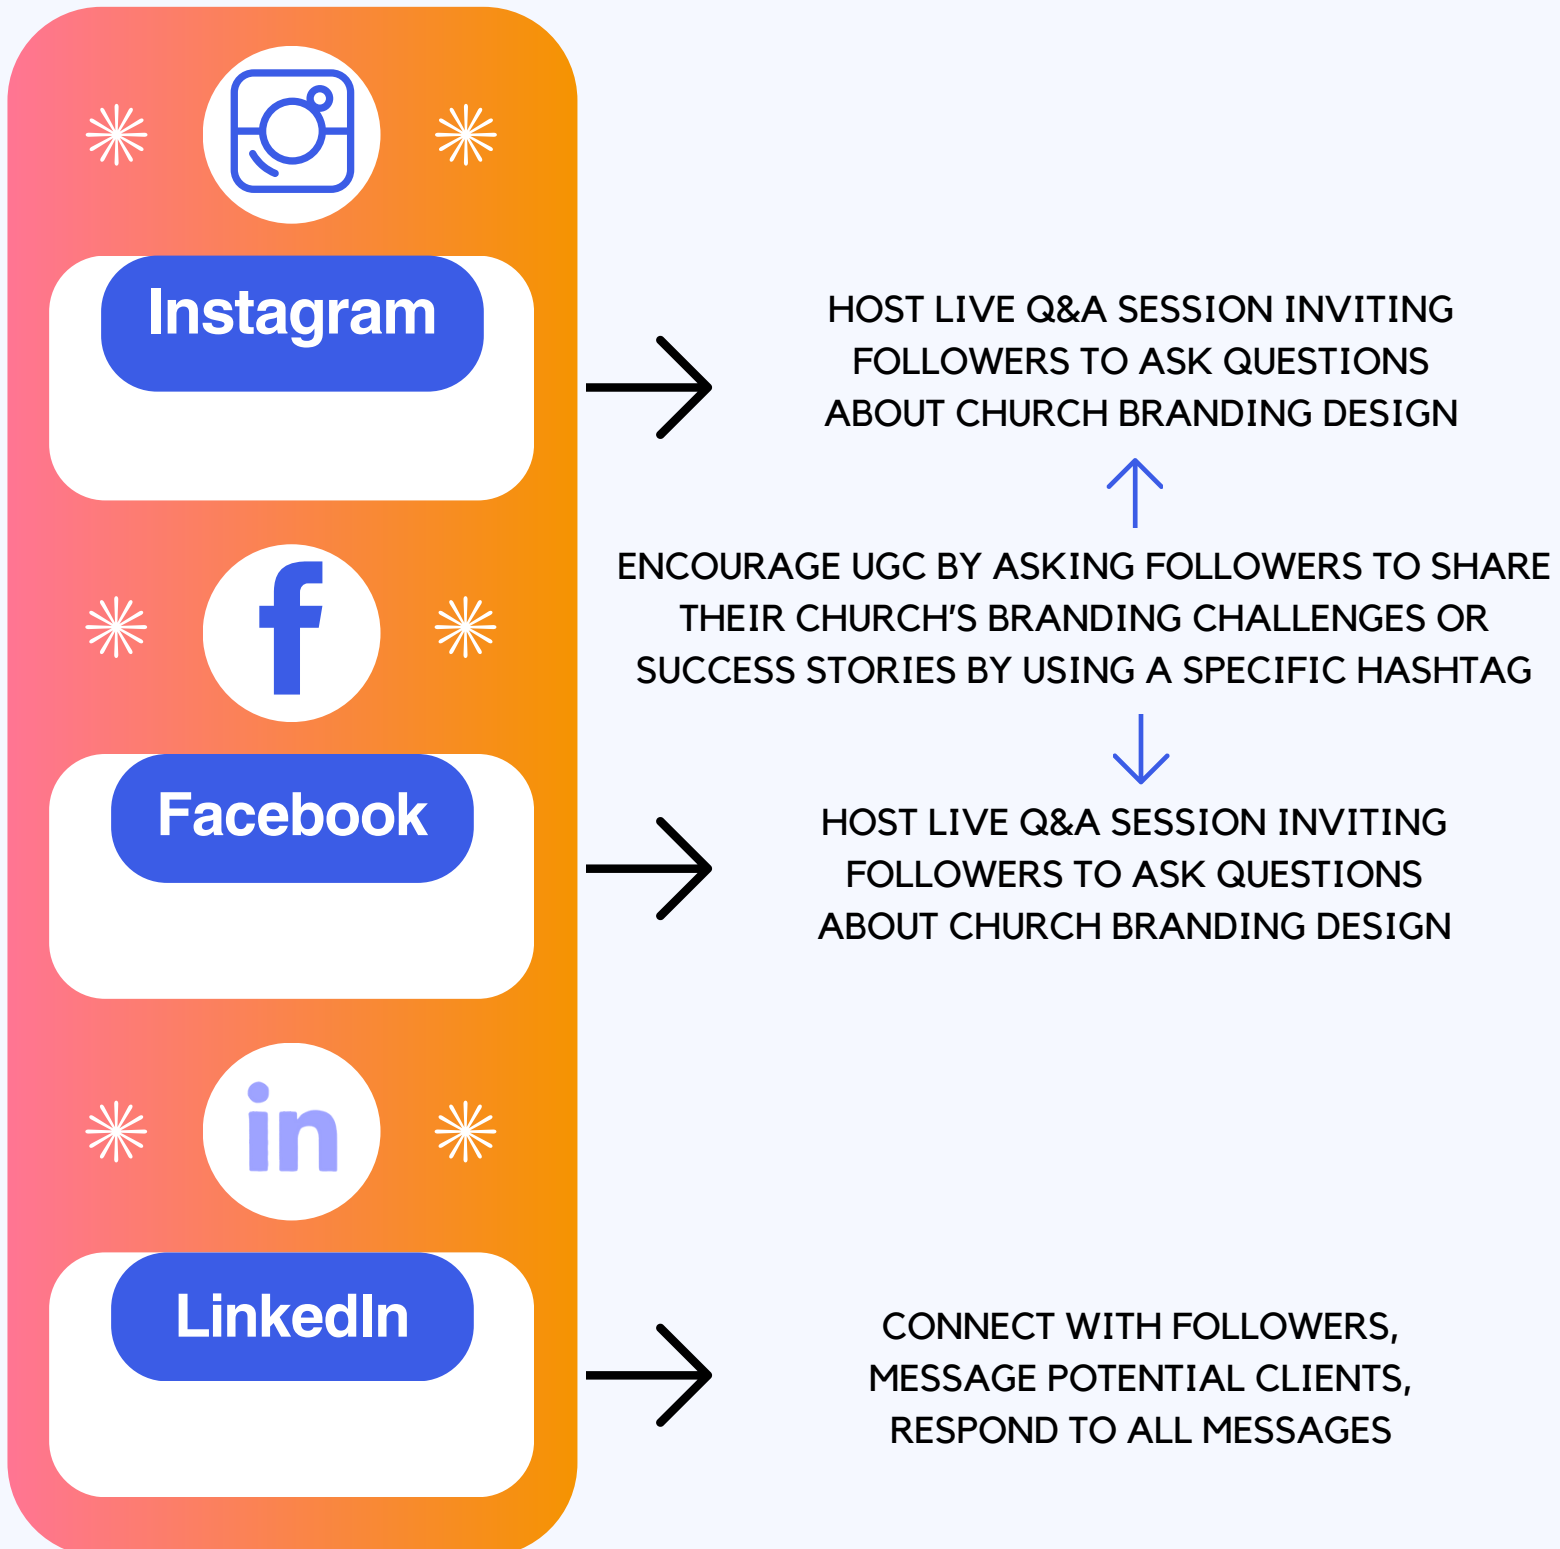 Instagram
HOST LIVE Q&A SESSION INVITING
FOLLOWERS TO ASK QUESTIONS
ABOUT CHURCH BRANDING DESIGN
ENCOURAGE UGC BY ASKING FOLLOWERS TO SHARE
THEIR CHURCH'S BRANDING CHALLENGES OR
SUCCESS STORIES BY USING A SPECIFIC HASHTAG
f
Facebook
HOST LIVE Q&A SESSION INVITING
FOLLOWERS TO ASK QUESTIONS
ABOUT CHURCH BRANDING DESIGN
in
LinkedIn
CONNECT WITH FOLLOWERS,
MESSAGE POTENTIAL CLIENTS,
RESPOND TO ALL MESSAGES